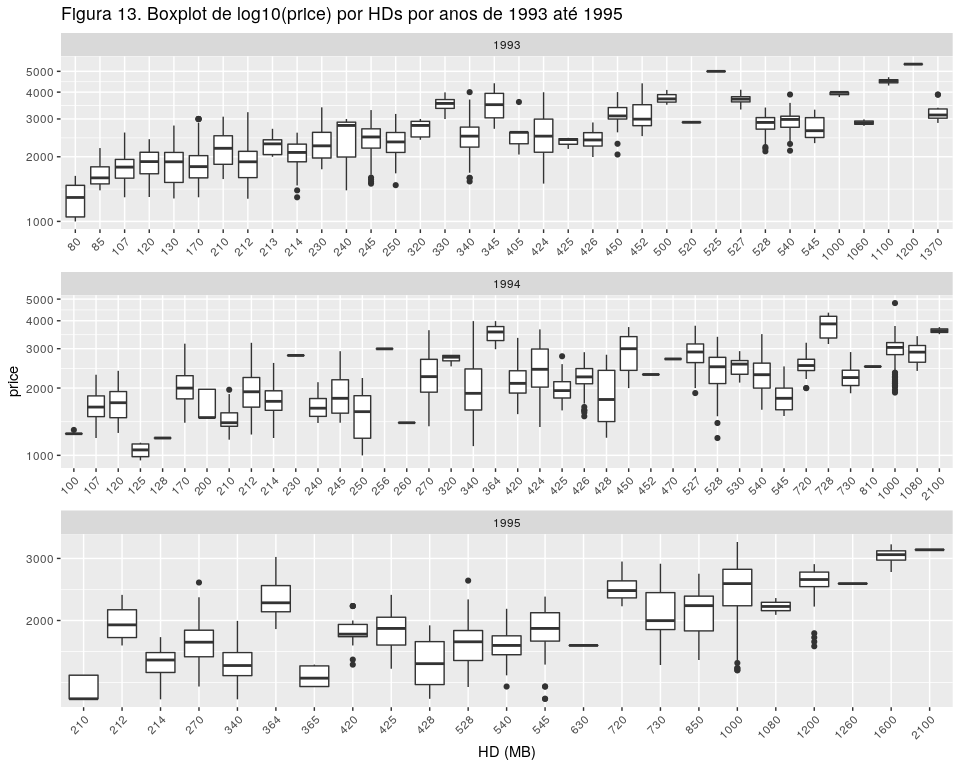 Figura 13. Boxplot de log10(price) por HDs por anos de 1993 até 1995
1993
5000
4000
3000
2000
1000
80 85 107 120 130 170 210 212 213 214 230 240 245 250 320 330 340 345 405 424 425 426 450 452 500 520 525 527 528 540 545 1000 1060 1100 1200 1370
1994
5000
4000
3000
2000
1000
100 107 120 125 128 170 200 210 212 214 230 240 245 250 256 260 270 320 340 364 420 424 425 426 428 450 452 470 527 528 530 540 545 720 728 730 810 1000 1080 2100
price
1995
3000
2000
210 212 214 270 340 364 365 420 425 428 528 540 545 630 720 730 850 1000 1080 1200 1260 1600 2100
HD (MB)